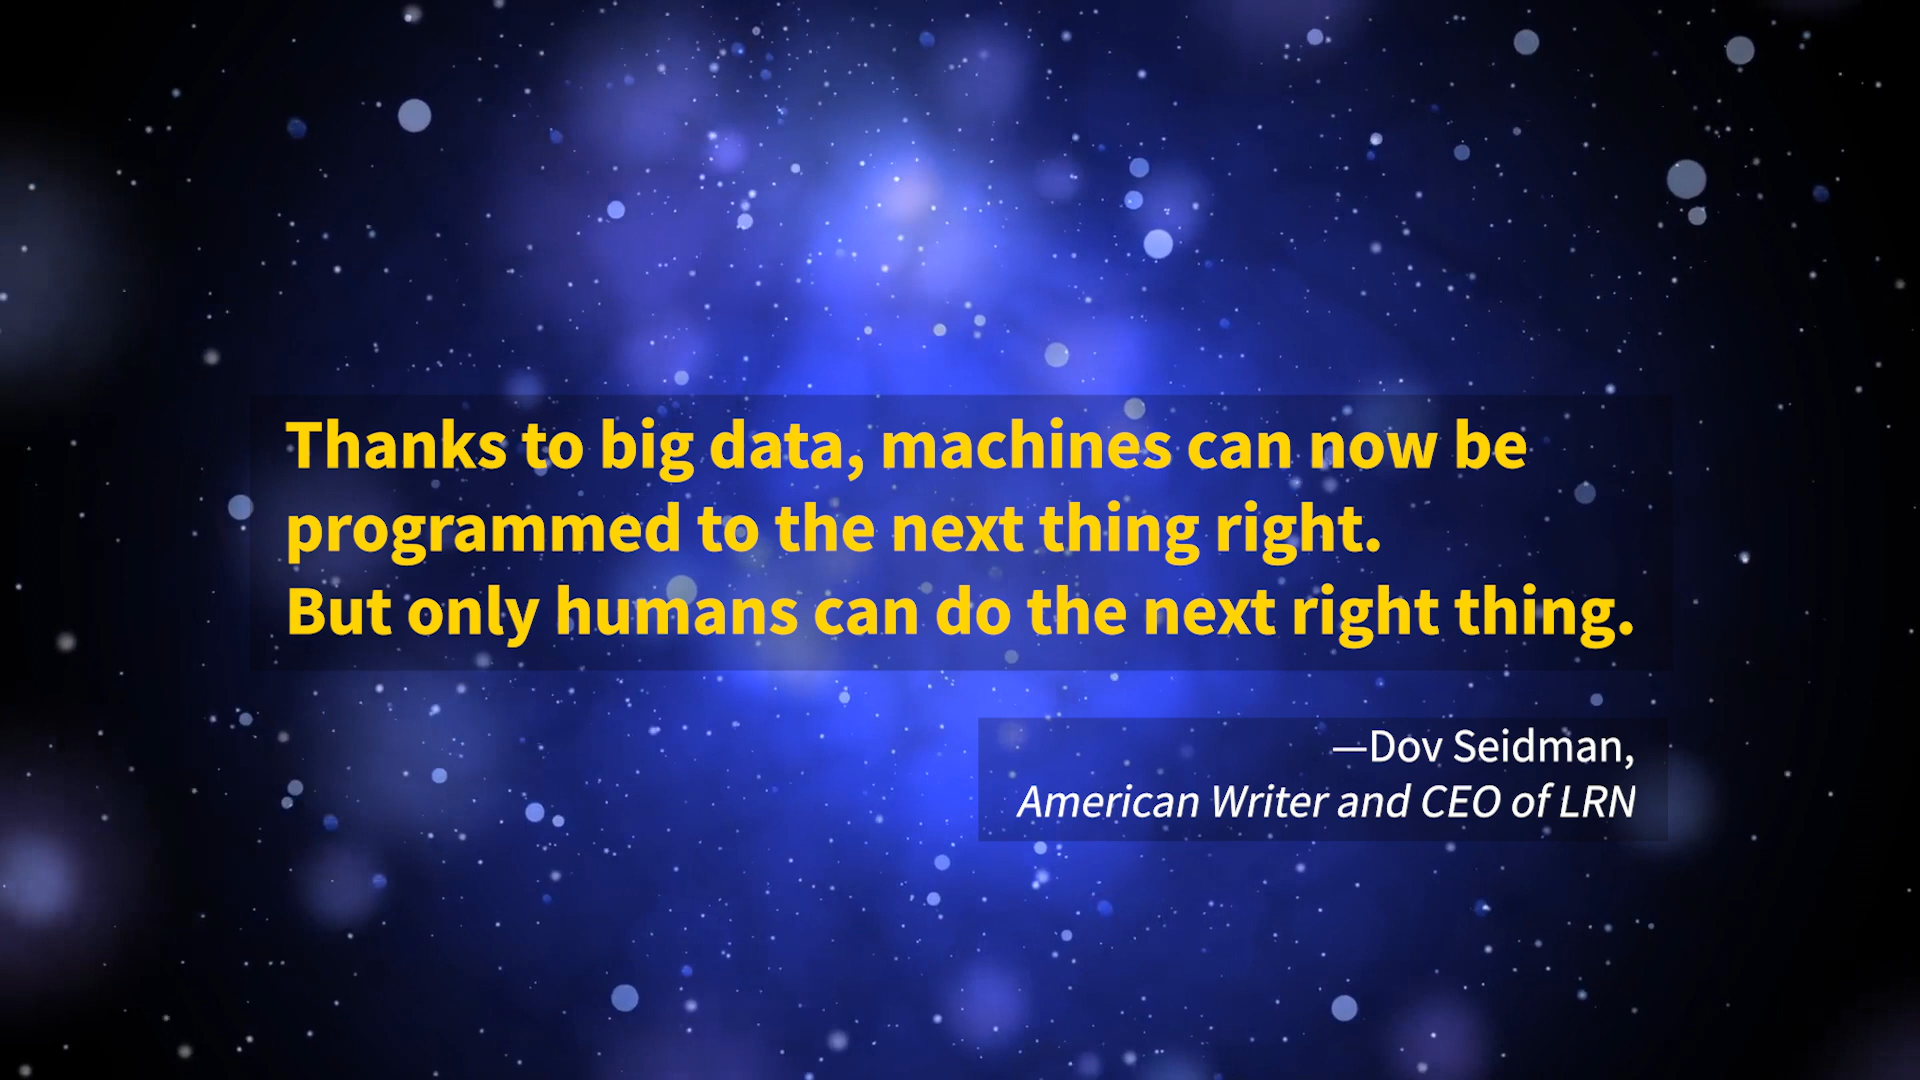 Thanks to big data, machines can now be
programmed to the next thing right.
But only humans can do the next right thing.
—Dov Seidman,
American Writer and CEO of LRN